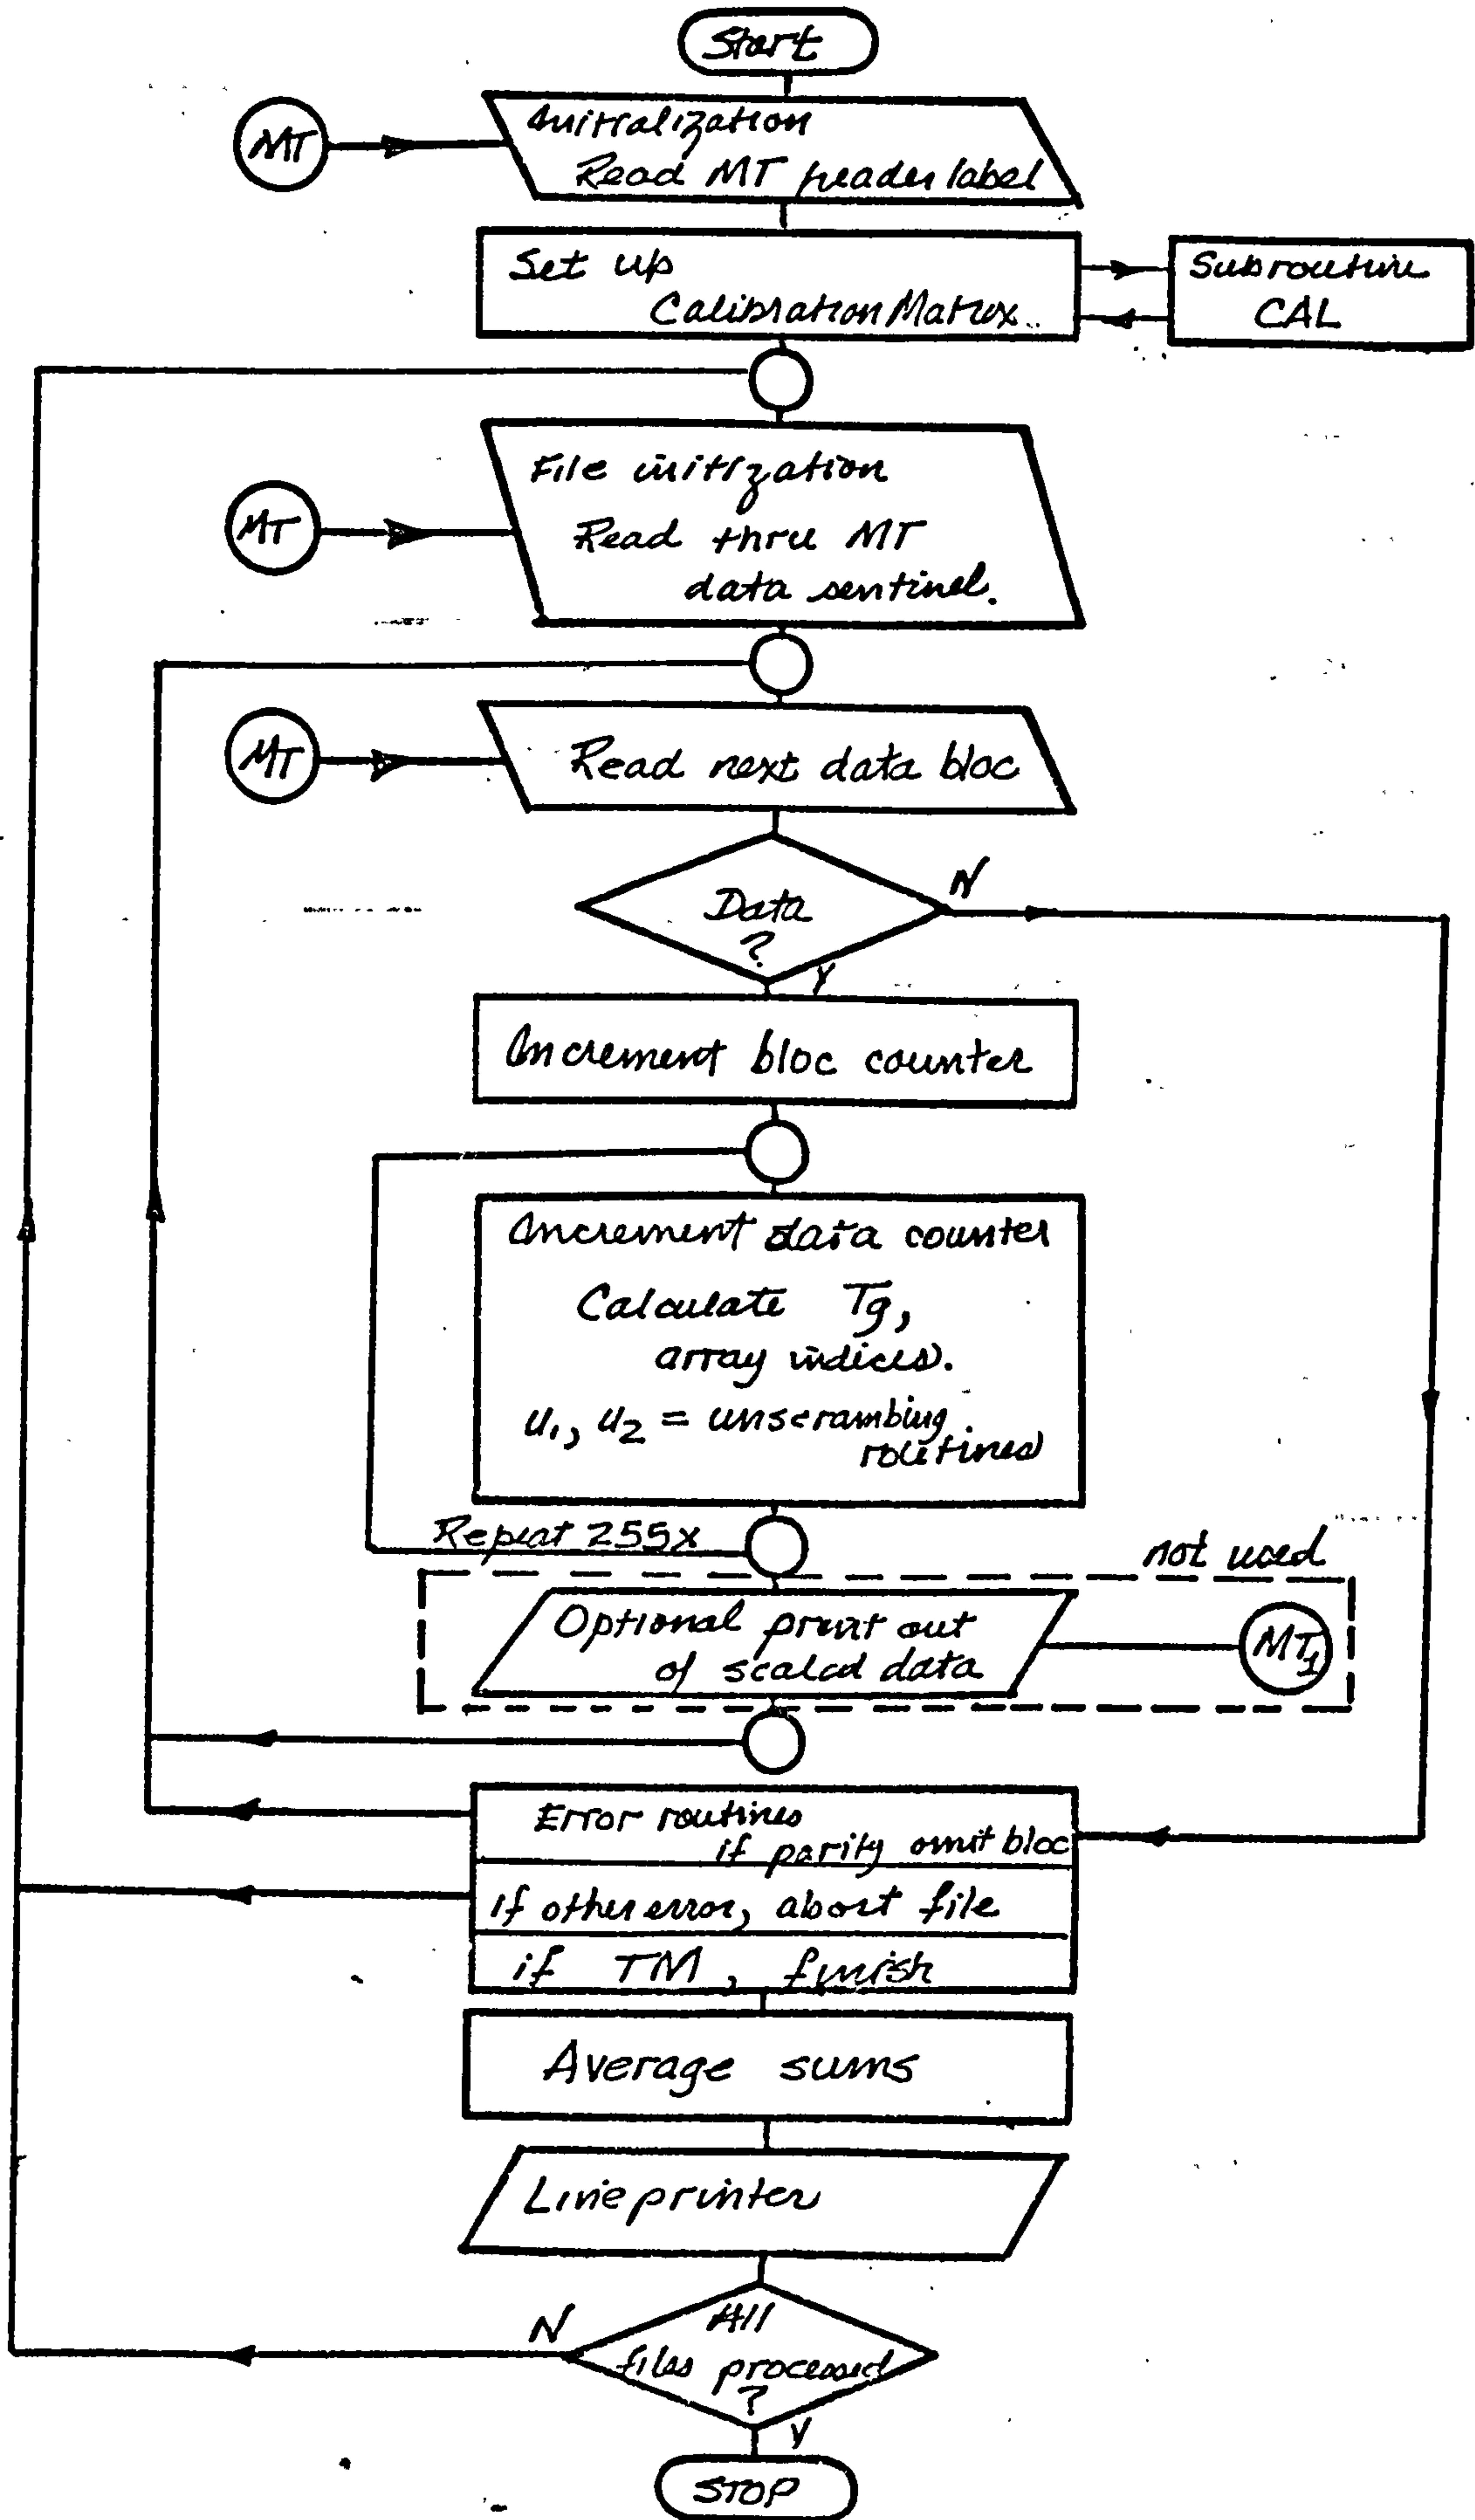 Start
MT
Initialization
Read MT header label
Set up
Calibration Matrix
Subroutine
CAL
File initization
MT
Read thru MT
data sentinel.
MT
Read next data bloc
N
Data
?
Y
Increment bloc counter
Increment data counter
Calculate Tg,
array indices.
u1, u2 = unscrambing
routines
Repeat 255x
not used
Optional print out
of scaled data
MT1
Error routines
if parity omit bloc
if other error, abort file
if TM, finish
Average sums
Line printer
N
All
files processed
?
Y
STOP